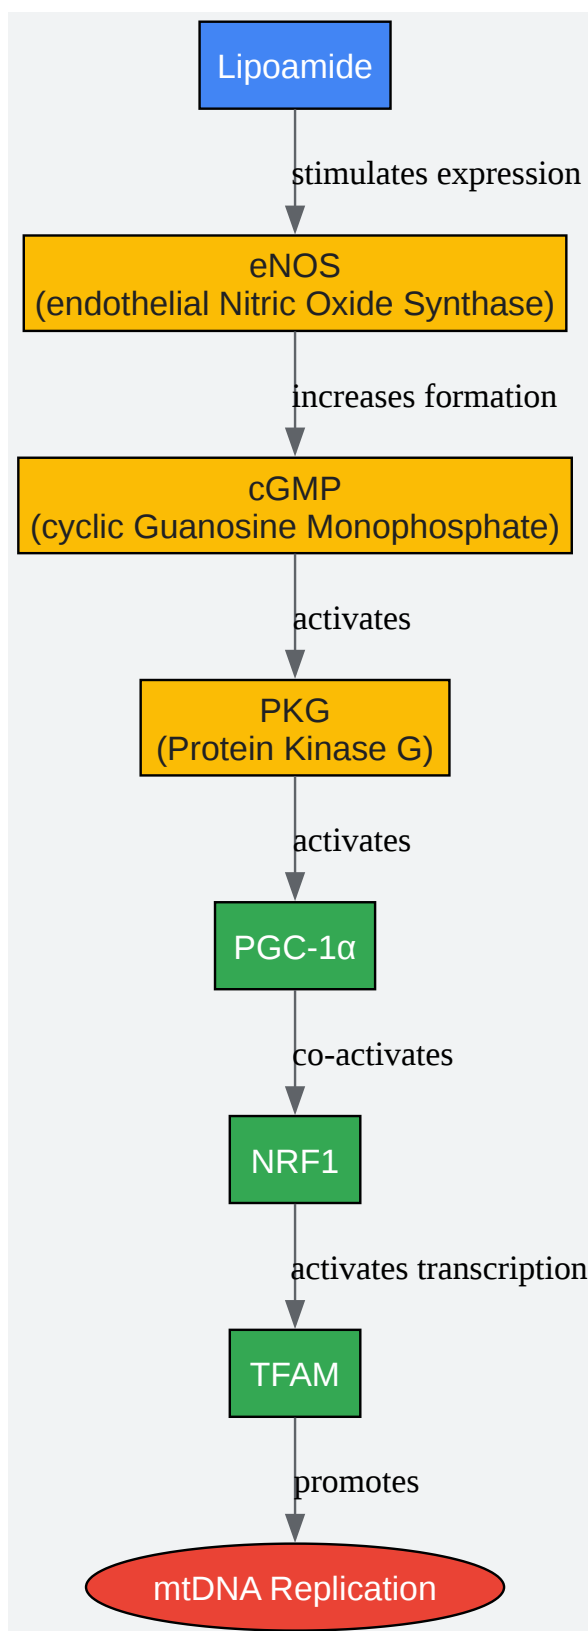 Lipoamide
stimulates expression
eNOS
(endothelial Nitric Oxide Synthase)
increases formation
cGMP
(cyclic Guanosine Monophosphate)
activates
PKG
(Protein Kinase G)
activates
PGC-1α
co-activates
NRF1
activates transcription
TFAM
promotes
mtDNA Replication